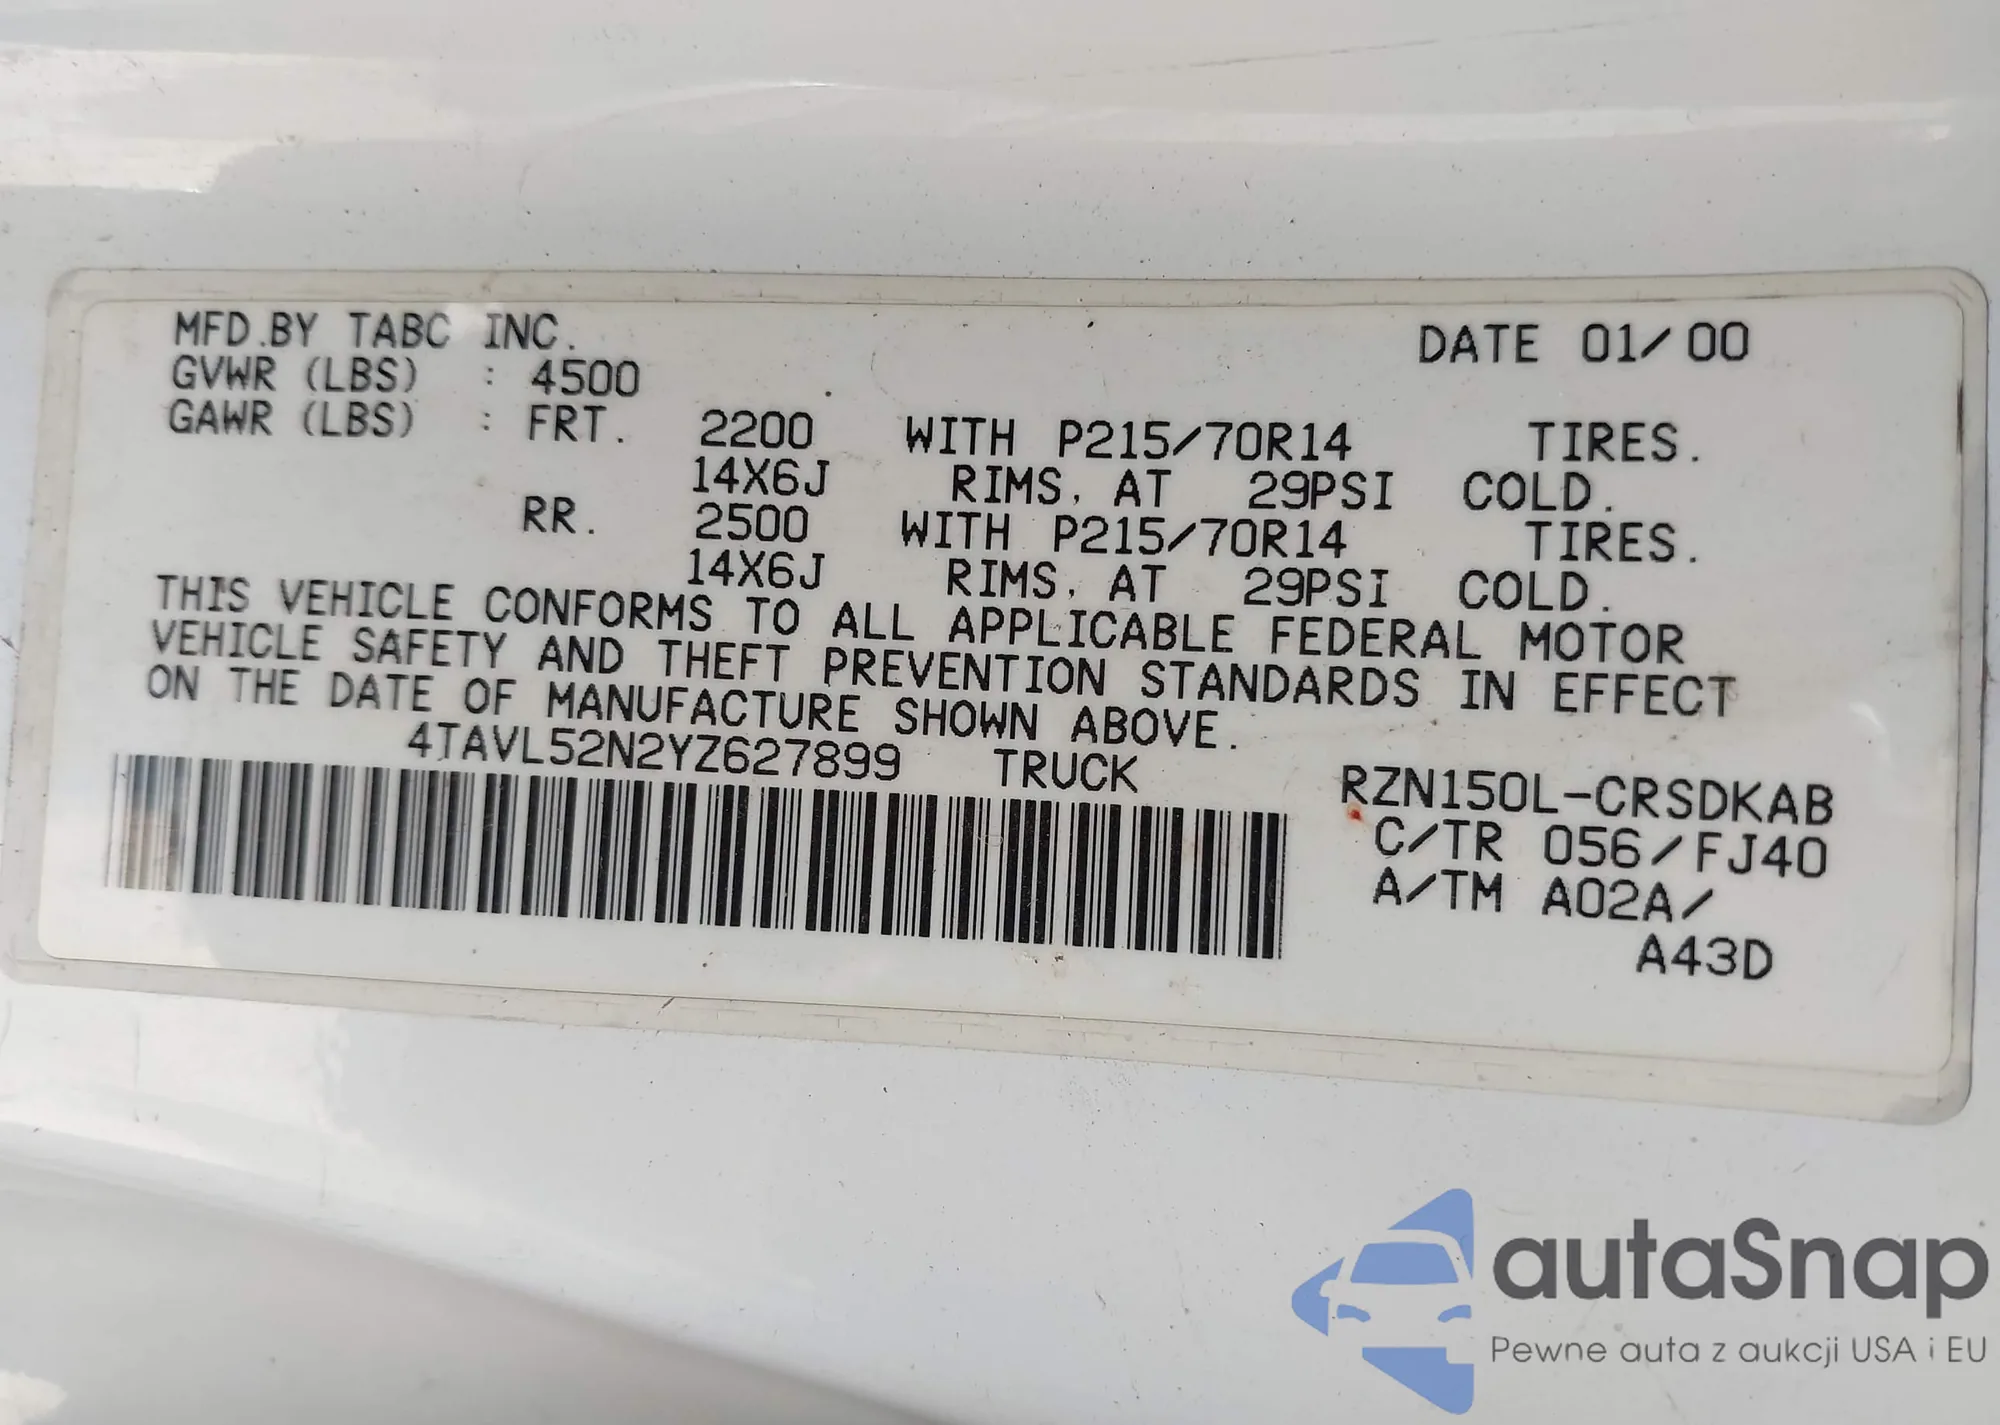 MFD.BY TABC INC. DATE 01/00
GVWR (LBS) : 4500
GAWR (LBS) : FRT. 2200 WITH P215/70R14 TIRES.
14X6J RIMS, AT 29PSI COLD.
RR. 2500 WITH P215/70R14 TIRES.
14X6J RIMS, AT 29PSI COLD.
THIS VEHICLE CONFORMS TO ALL APPLICABLE FEDERAL MOTOR
VEHICLE SAFETY AND THEFT PREVENTION STANDARDS IN EFFECT
ON THE DATE OF MANUFACTURE SHOWN ABOVE.
4TAVL52N2YZ627899 TRUCK
RZN150L-CRSDKAB
C/TR 056/FJ40
A/TM A02A/
A43D
autaSnap
Pewne auta z aukcji USA i EU